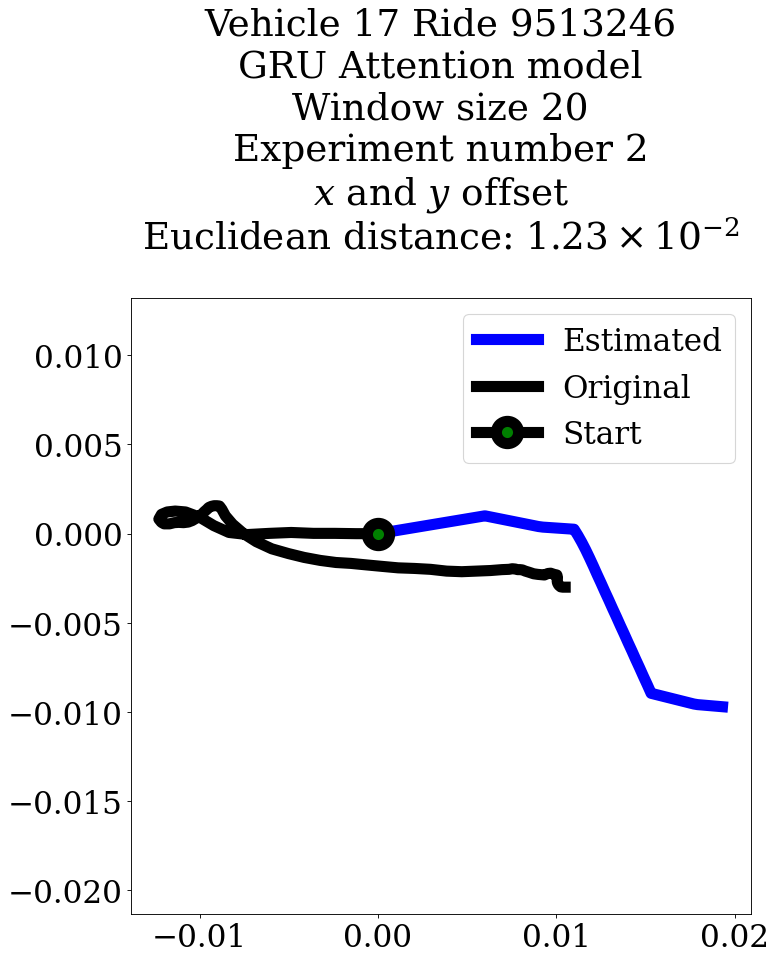 Vehicle 17 Ride 9513246
GRU Attention model
Window size 20
Experiment number 2
x and y offset
Euclidean distance: 1.23 × 10⁻²
Estimated
Original
Start
0.010
0.005
0.000
−0.005
−0.010
−0.015
−0.020
−0.01
0.00
0.01
0.02